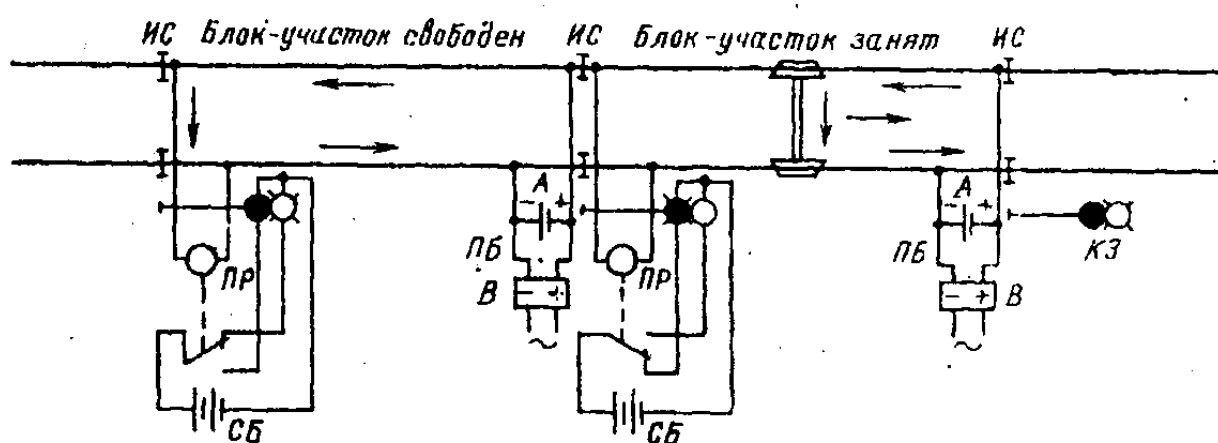 ИС Блок-участок свободен ИС Блок-участок занят ИС
А А
- + - +
ПБ ПР ПБ ПР КЗ
В - + В - +
~ ~
СБ СБ